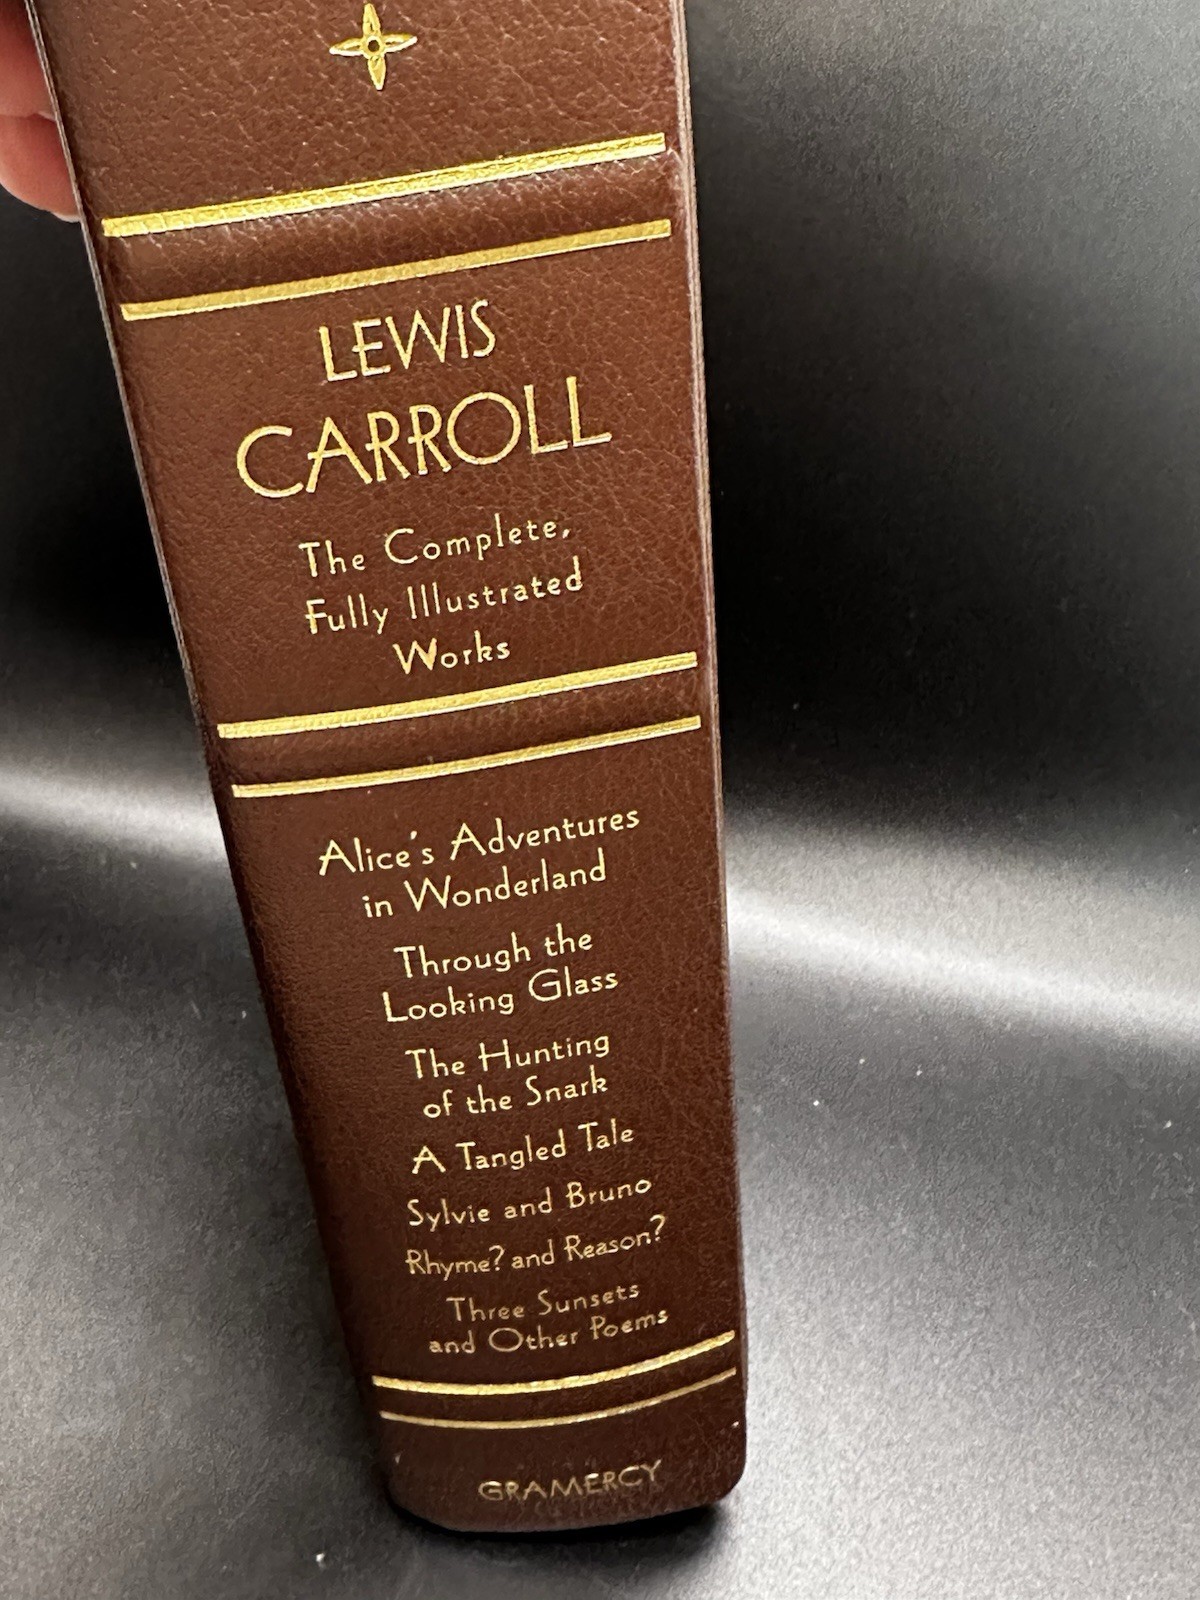 LEWIS
CARROLL
The Complete,
Fully Illustrated
Works
Alice's Adventures
in Wonderland
Through the
Looking Glass
The Hunting
of the Snark
A Tangled Tale
Sylvie and Bruno
Rhyme? and Reason?
Three Sunsets
and Other Poems
GRAMERCY